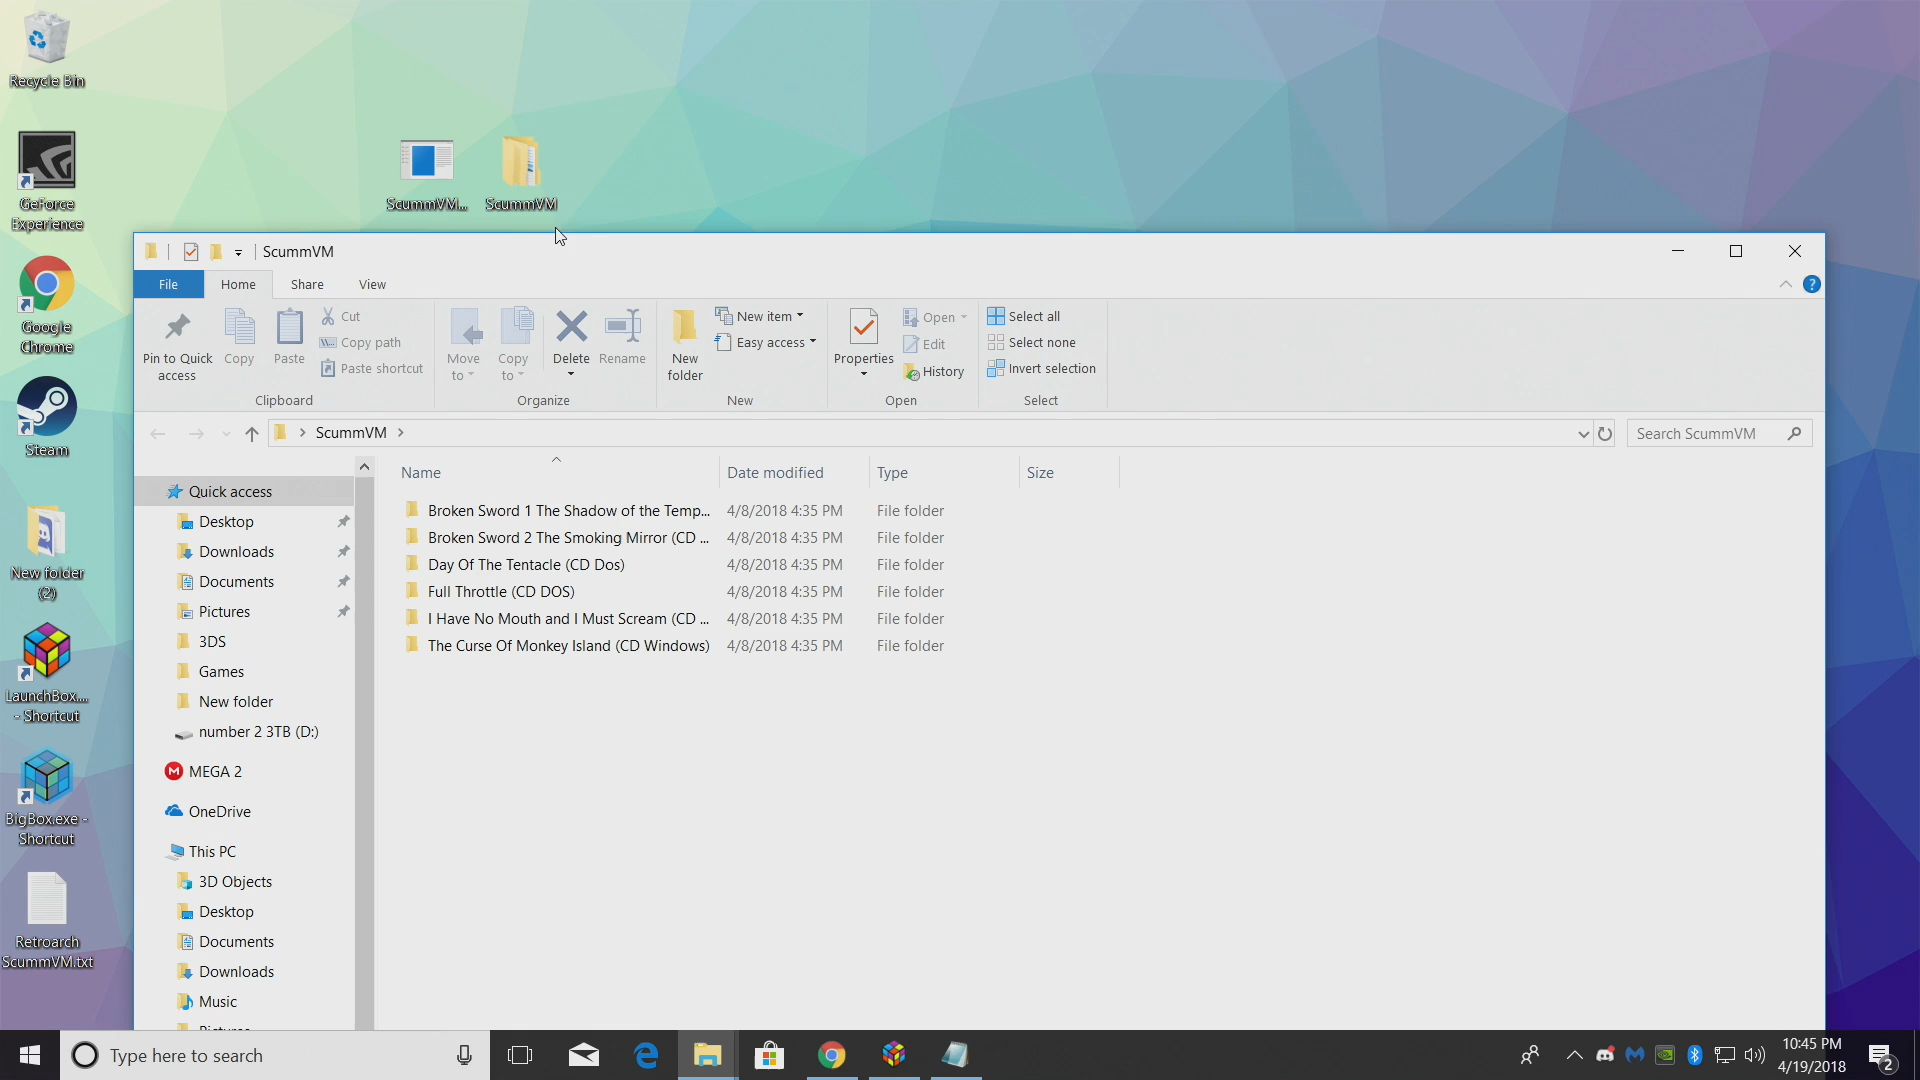 Recycle Bin
GeForce
Experience
Google
Chrome
Steam
New folder
(2)
LaunchBox....
- Shortcut
BigBox.exe -
Shortcut
Retroarch
ScummVM.txt
ScummVM...
ScummVM
ScummVM
File
Home
Share
View
Pin to Quick
access
Copy
Paste
Cut
Copy path
Paste shortcut
Clipboard
Move
to
Copy
to
Delete
Rename
Organize
New
folder
New item
Easy access
New
Properties
Open
Edit
History
Open
Select all
Select none
Invert selection
Select
ScummVM
Search ScummVM
Quick access
Desktop
Downloads
Documents
Pictures
3DS
Games
New folder
number 2 3TB (D:)
MEGA 2
OneDrive
This PC
3D Objects
Desktop
Documents
Downloads
Music
Name Date modified Type Size
Broken Sword 1 The Shadow of the Temp... 4/8/2018 4:35 PM File folder
Broken Sword 2 The Smoking Mirror (CD ... 4/8/2018 4:35 PM File folder
Day Of The Tentacle (CD Dos) 4/8/2018 4:35 PM File folder
Full Throttle (CD DOS) 4/8/2018 4:35 PM File folder
I Have No Mouth and I Must Scream (CD ... 4/8/2018 4:35 PM File folder
The Curse Of Monkey Island (CD Windows) 4/8/2018 4:35 PM File folder
Type here to search
10:45 PM
4/19/2018
2